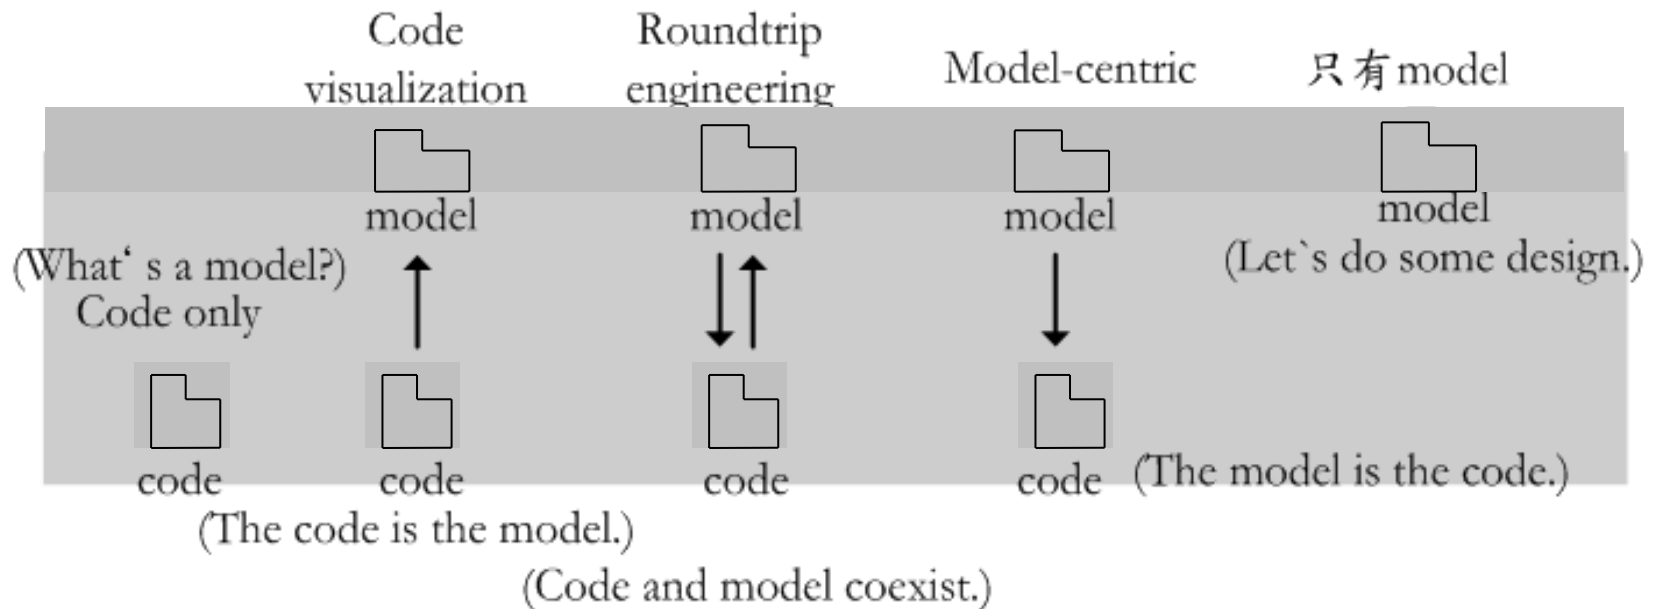 Code
visualization
Roundtrip
engineering
Model-centric
只有model
model
model
model
model
(What‘ s a model?)
Code only
(Let`s do some design.)
code
code
code
code
(The model is the code.)
(The code is the model.)
(Code and model coexist.)